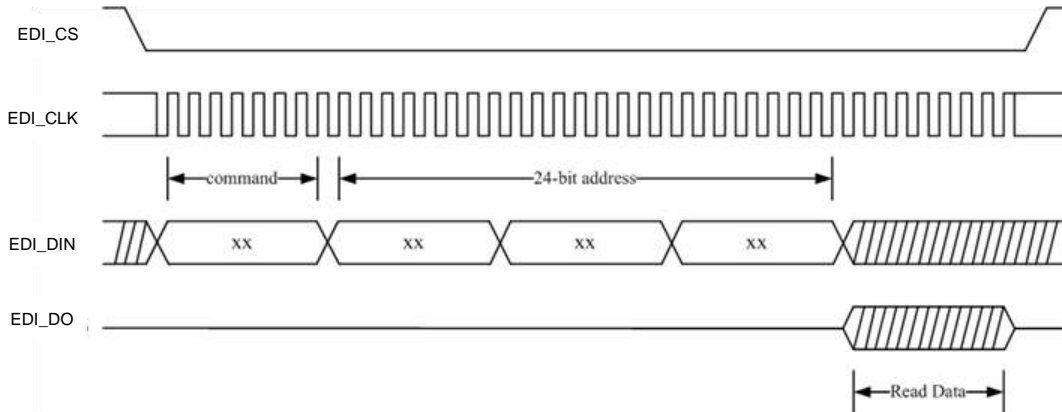 EDI_CS
EDI_CLK
command
24-bit address
EDI_DIN
xx
xx
xx
xx
EDI_DO
Read Data